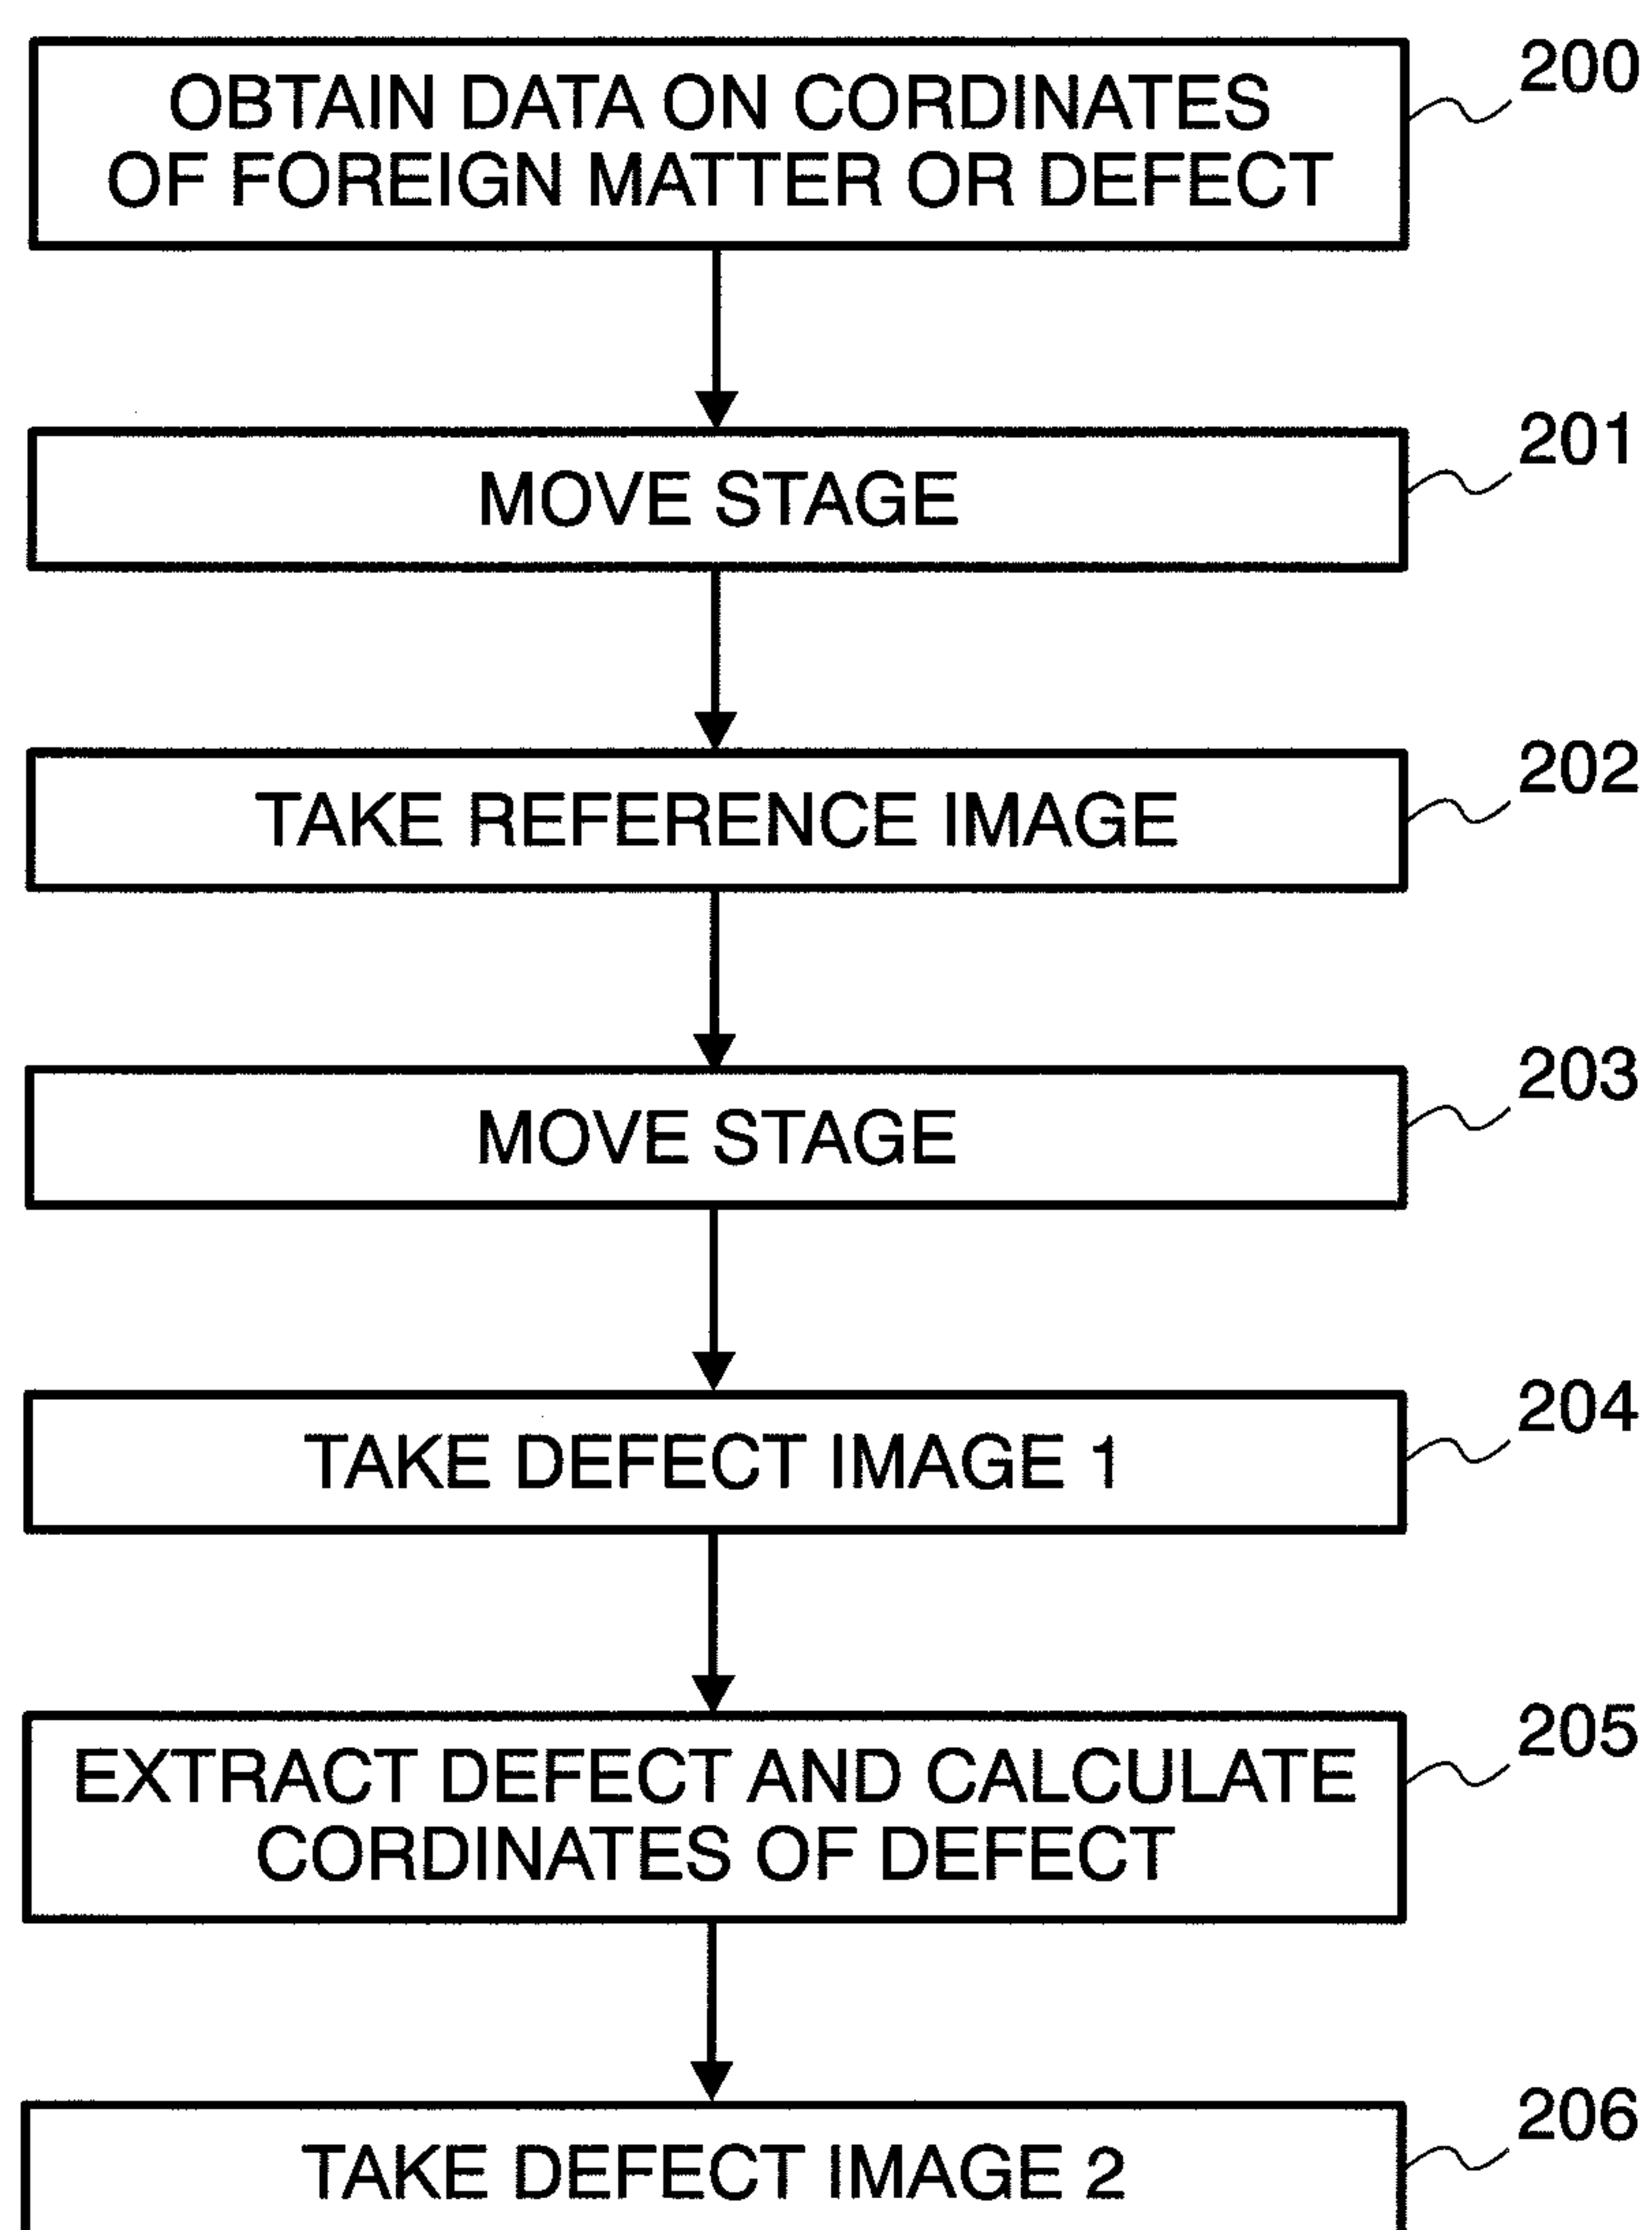 OBTAIN DATA ON CORDINATES
OF FOREIGN MATTER OR DEFECT
200
MOVE STAGE
201
TAKE REFERENCE IMAGE
202
MOVE STAGE
203
TAKE DEFECT IMAGE 1
204
EXTRACT DEFECT AND CALCULATE
CORDINATES OF DEFECT
205
TAKE DEFECT IMAGE 2
206